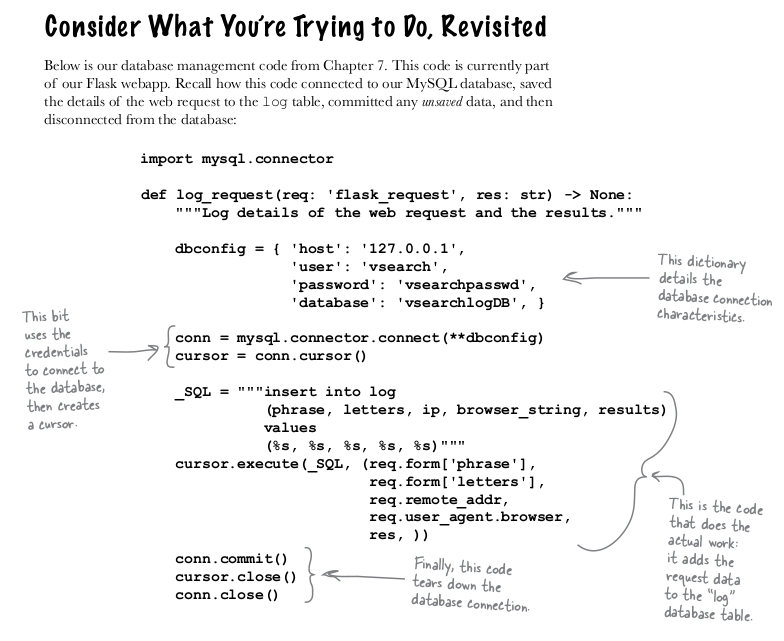 Consider What You're Trying to Do, Revisited
Below is our database management code from Chapter 7. This code is currently part
of our Flask webapp. Recall how this code connected to our MySQL database, saved
the details of the web request to the log table, committed any unsaved data, and then
disconnected from the database:
import mysql.connector
def log_request(req: 'flask_request', res: str) -> None:
    """Log details of the web request and the results."""
    dbconfig = { 'host': '127.0.0.1',
                 'user': 'vsearch',
                 'password': 'vsearchpasswd',
                 'database': 'vsearchlogDB', }
This dictionary
details the
database connection
characteristics.
This bit
uses the
credentials
to connect to
the database,
then creates
a cursor.
    conn = mysql.connector.connect(**dbconfig)
    cursor = conn.cursor()
    _SQL = """insert into log
              (phrase, letters, ip, browser_string, results)
              values
              (%s, %s, %s, %s, %s)"""
    cursor.execute(_SQL, (req.form['phrase'],
                          req.form['letters'],
                          req.remote_addr,
                          req.user_agent.browser,
                          res, ))
This is the code
that does the
actual work:
it adds the
request data
to the "log"
database table.
    conn.commit()
    cursor.close()
    conn.close()
Finally, this code
tears down the
database connection.